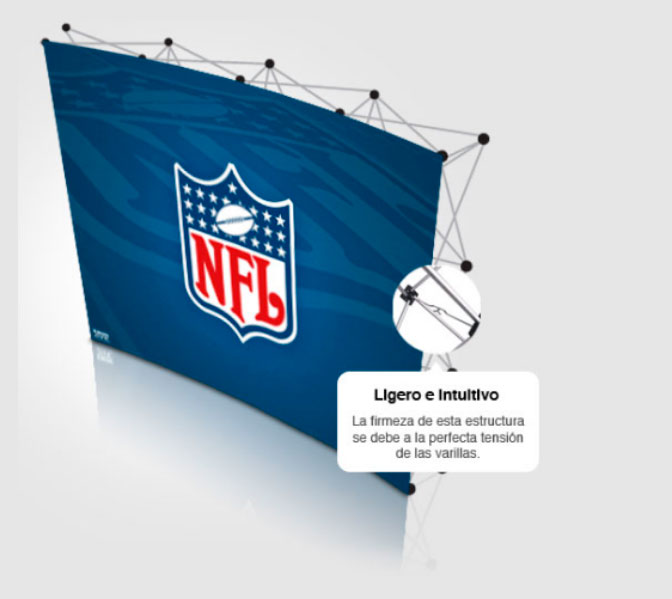 NFL
Ligero e Intuitivo
La firmeza de esta estructura
se debe a la perfecta tensión
de las varillas.